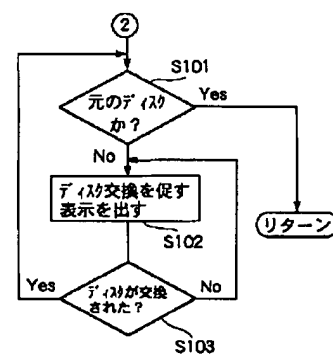 2
S101
元のディスク
か？
Yes
No
ディスク交換を促す
表示を出す
リターン
S102
Yes
ディスクが交換
された？
No
S103